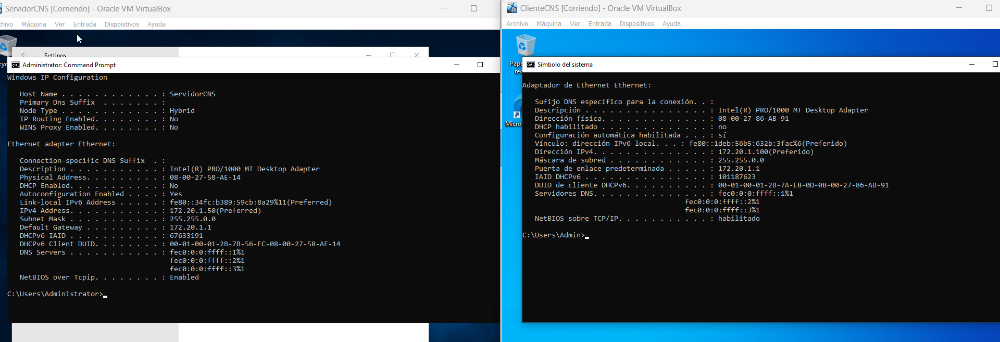 ServidorCNS [Corriendo] - Oracle VM VirtualBox
Máquina Ver Entrada Dispositivos Ayuda
Settings
Administrator: Command Prompt
Windows IP Configuration
Host Name . . . . . . . . . . . . : ServidorCNS
Primary Dns Suffix . . . . . . . :
Node Type . . . . . . . . . . . . : Hybrid
IP Routing Enabled. . . . . . . . : No
WINS Proxy Enabled. . . . . . . . : No
Ethernet adapter Ethernet:
Connection-specific DNS Suffix . :
Description . . . . . . . . . . . : Intel(R) PRO/1000 MT Desktop Adapter
Physical Address. . . . . . . . . : 08-00-27-58-AE-14
DHCP Enabled. . . . . . . . . . . : No
Autoconfiguration Enabled . . . . : Yes
Link-local IPv6 Address . . . . . : fe80::34fc:b389:59cb:8a29%11(Preferred)
IPv4 Address. . . . . . . . . . . : 172.20.1.50(Preferred)
Subnet Mask . . . . . . . . . . . : 255.255.0.0
Default Gateway . . . . . . . . . : 172.20.1.1
DHCPv6 IAID . . . . . . . . . . . : 67633191
DHCPv6 Client DUID. . . . . . . . : 00-01-00-01-2B-7B-56-FC-08-00-27-58-AE-14
DNS Servers . . . . . . . . . . . : fec0:0:0:ffff::1%1
fec0:0:0:ffff::2%1
fec0:0:0:ffff::3%1
NetBIOS over Tcpip. . . . . . . . : Enabled
C:\Users\Administrator>
ClienteCNS [Corriendo] - Oracle VM VirtualBox
Archivo Máquina Ver Entrada Dispositivos Ayuda
Pape
rec
Micros
Símbolo del sistema
Adaptador de Ethernet Ethernet:
Sufijo DNS específico para la conexión. . :
Descripción . . . . . . . . . . . . . . . : Intel(R) PRO/1000 MT Desktop Adapter
Dirección física. . . . . . . . . . . . . : 08-00-27-86-AB-91
DHCP habilitado . . . . . . . . . . . . . : no
Configuración automática habilitada . . . : sí
Vínculo: dirección IPv6 local. . . : fe80::1deb:56b5:632b:3fac%6(Preferido)
Dirección IPv4. . . . . . . . . . . . . . : 172.20.1.100(Preferido)
Máscara de subred . . . . . . . . . . . . : 255.255.0.0
Puerta de enlace predeterminada . . . . . : 172.20.1.1
IAID DHCPv6 . . . . . . . . . . . . . . . : 101187623
DUID de cliente DHCPv6. . . . . . . . . . : 00-01-00-01-2B-7A-E8-0D-08-00-27-86-AB-91
Servidores DNS. . . . . . . . . . . . . . : fec0:0:0:ffff::1%1
fec0:0:0:ffff::2%1
fec0:0:0:ffff::3%1
NetBIOS sobre TCP/IP. . . . . . . . . . . : habilitado
C:\Users\Admin>